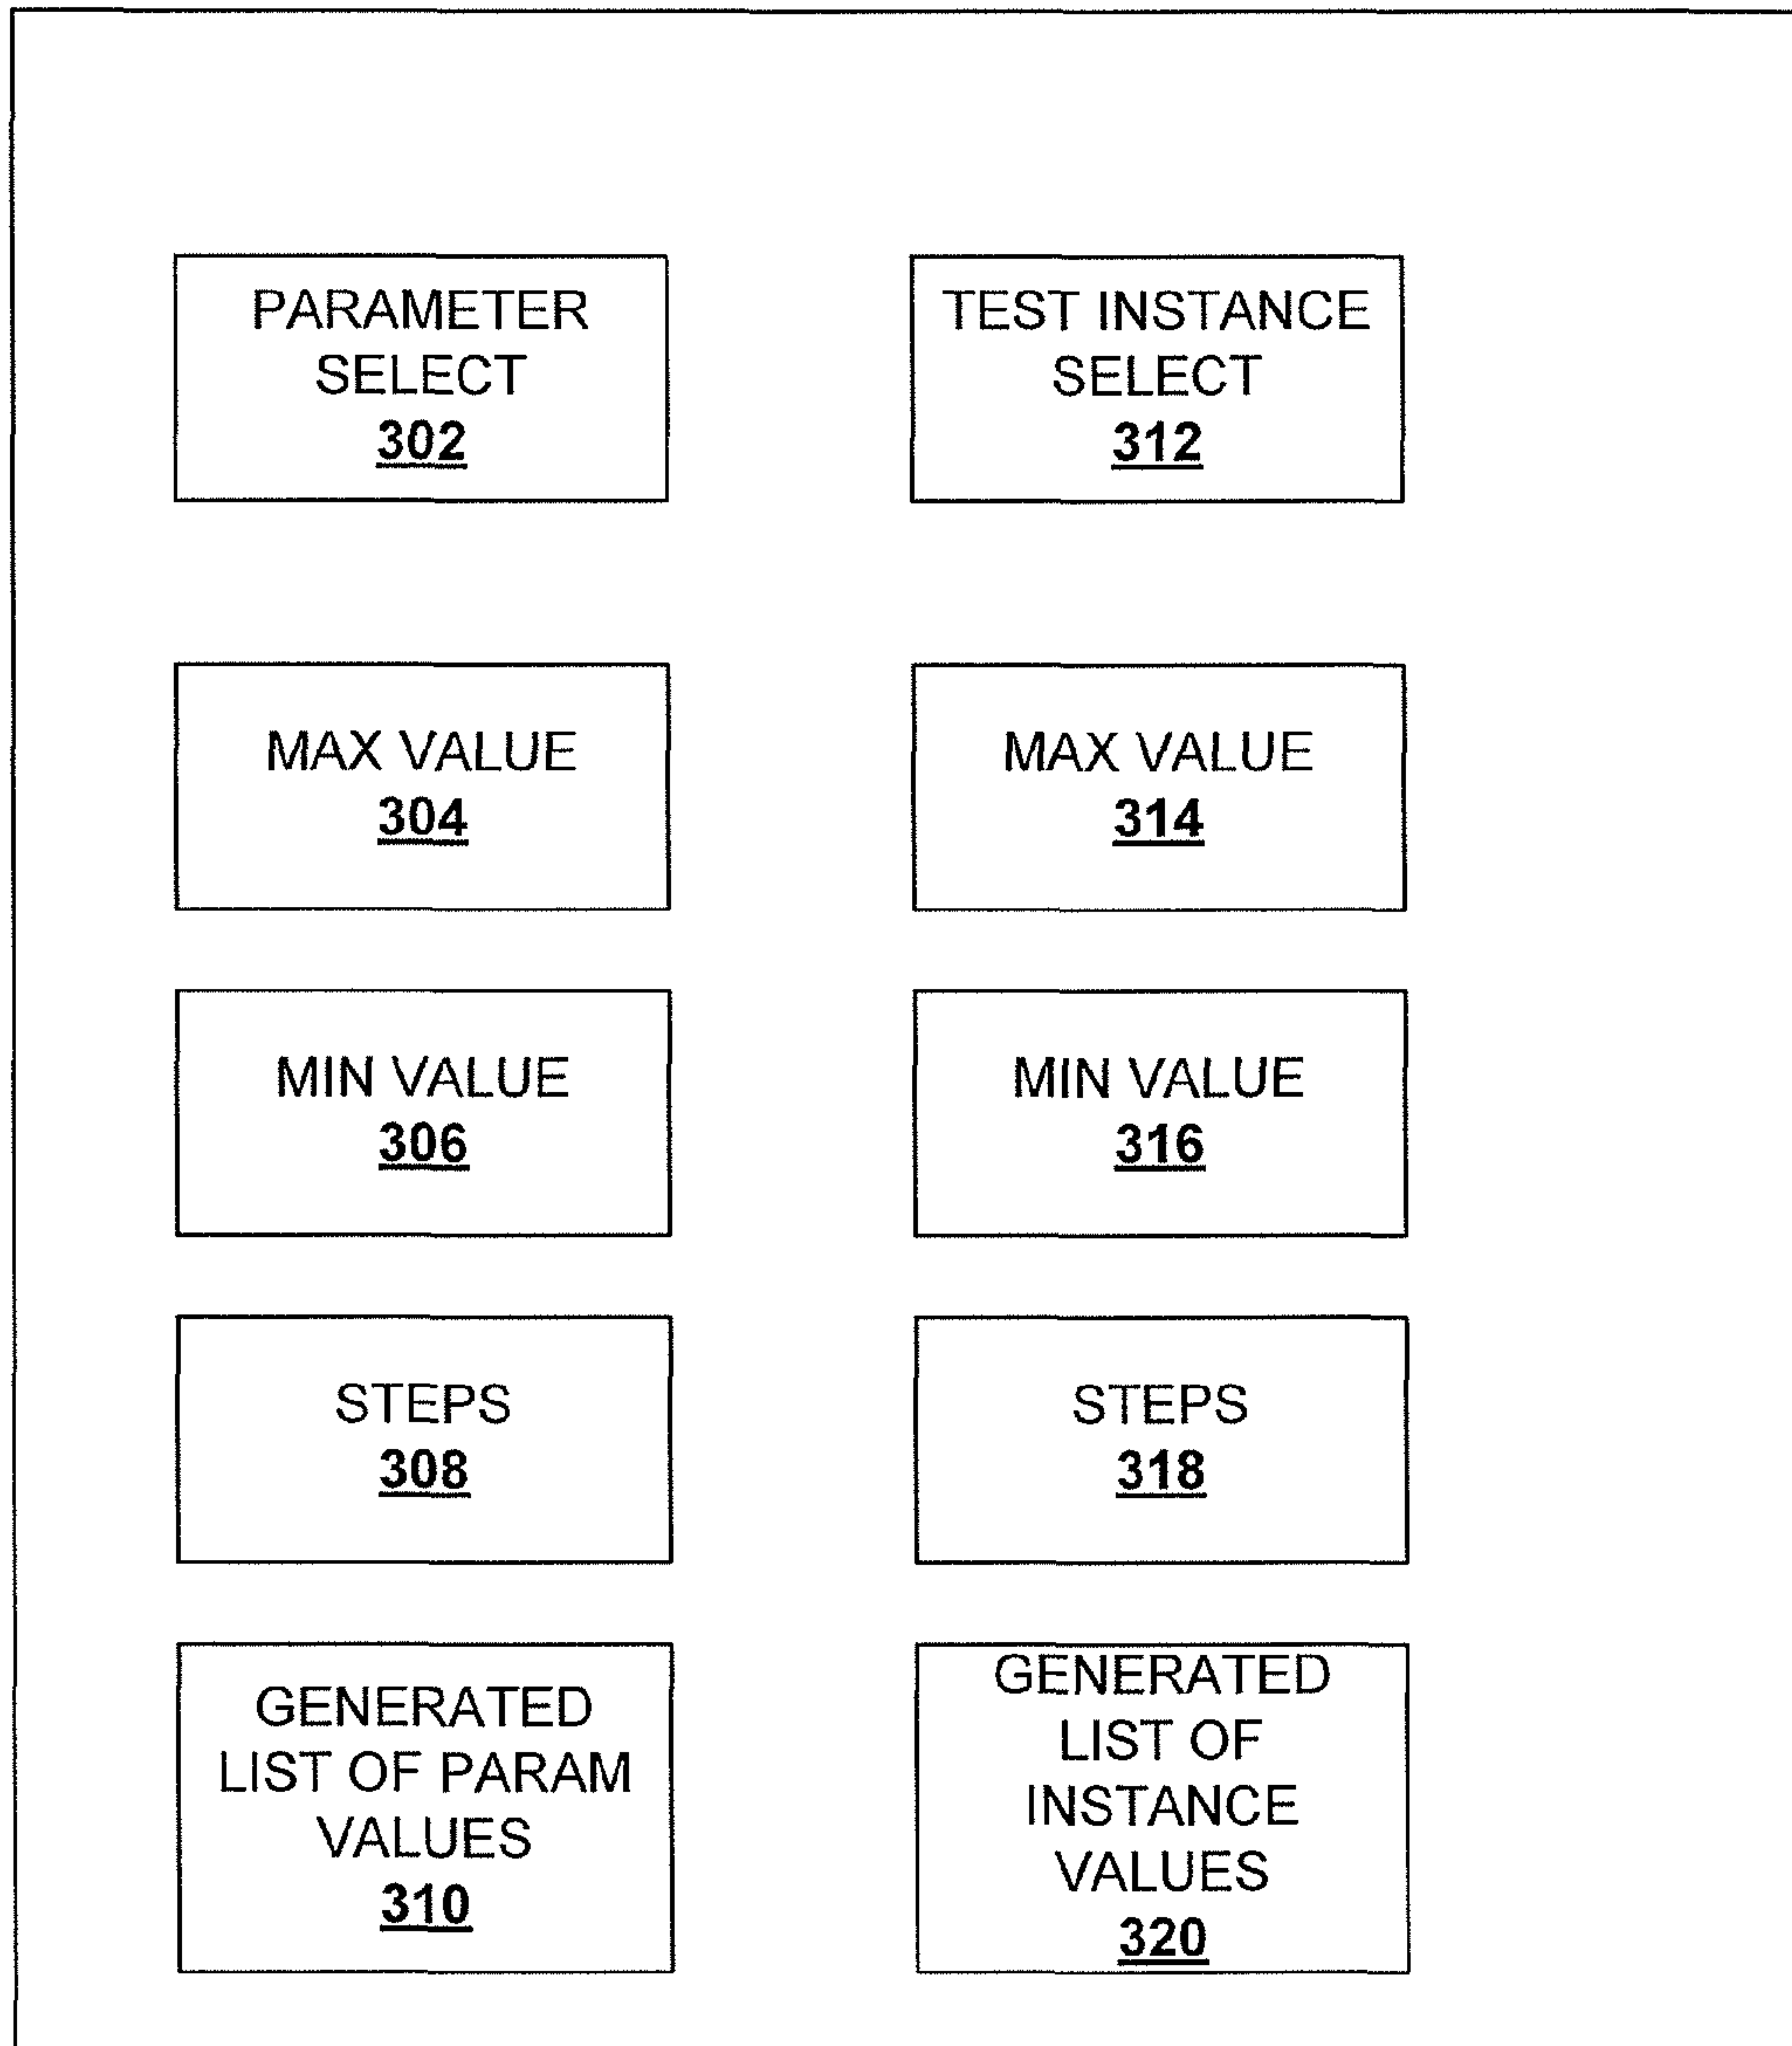 PARAMETER
SELECT
302
TEST INSTANCE
SELECT
312
MAX VALUE
304
MAX VALUE
314
MIN VALUE
306
MIN VALUE
316
STEPS
308
STEPS
318
GENERATED
LIST OF PARAM
VALUES
310
GENERATED
LIST OF
INSTANCE
VALUES
320